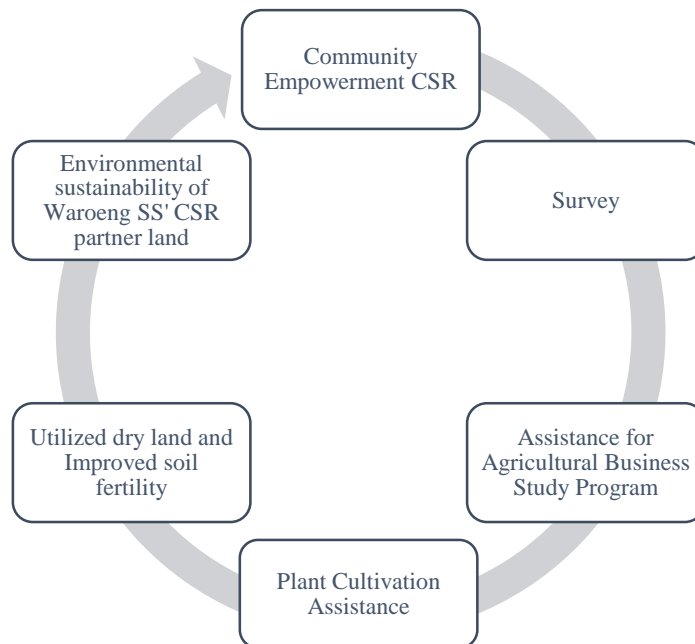 Community
Empowerment CSR
Survey
Assistance for
Agricultural Business
Study Program
Plant Cultivation
Assistance
Utilized dry land and
Improved soil
fertility
Environmental
sustainability of
Waroeng SS' CSR
partner land